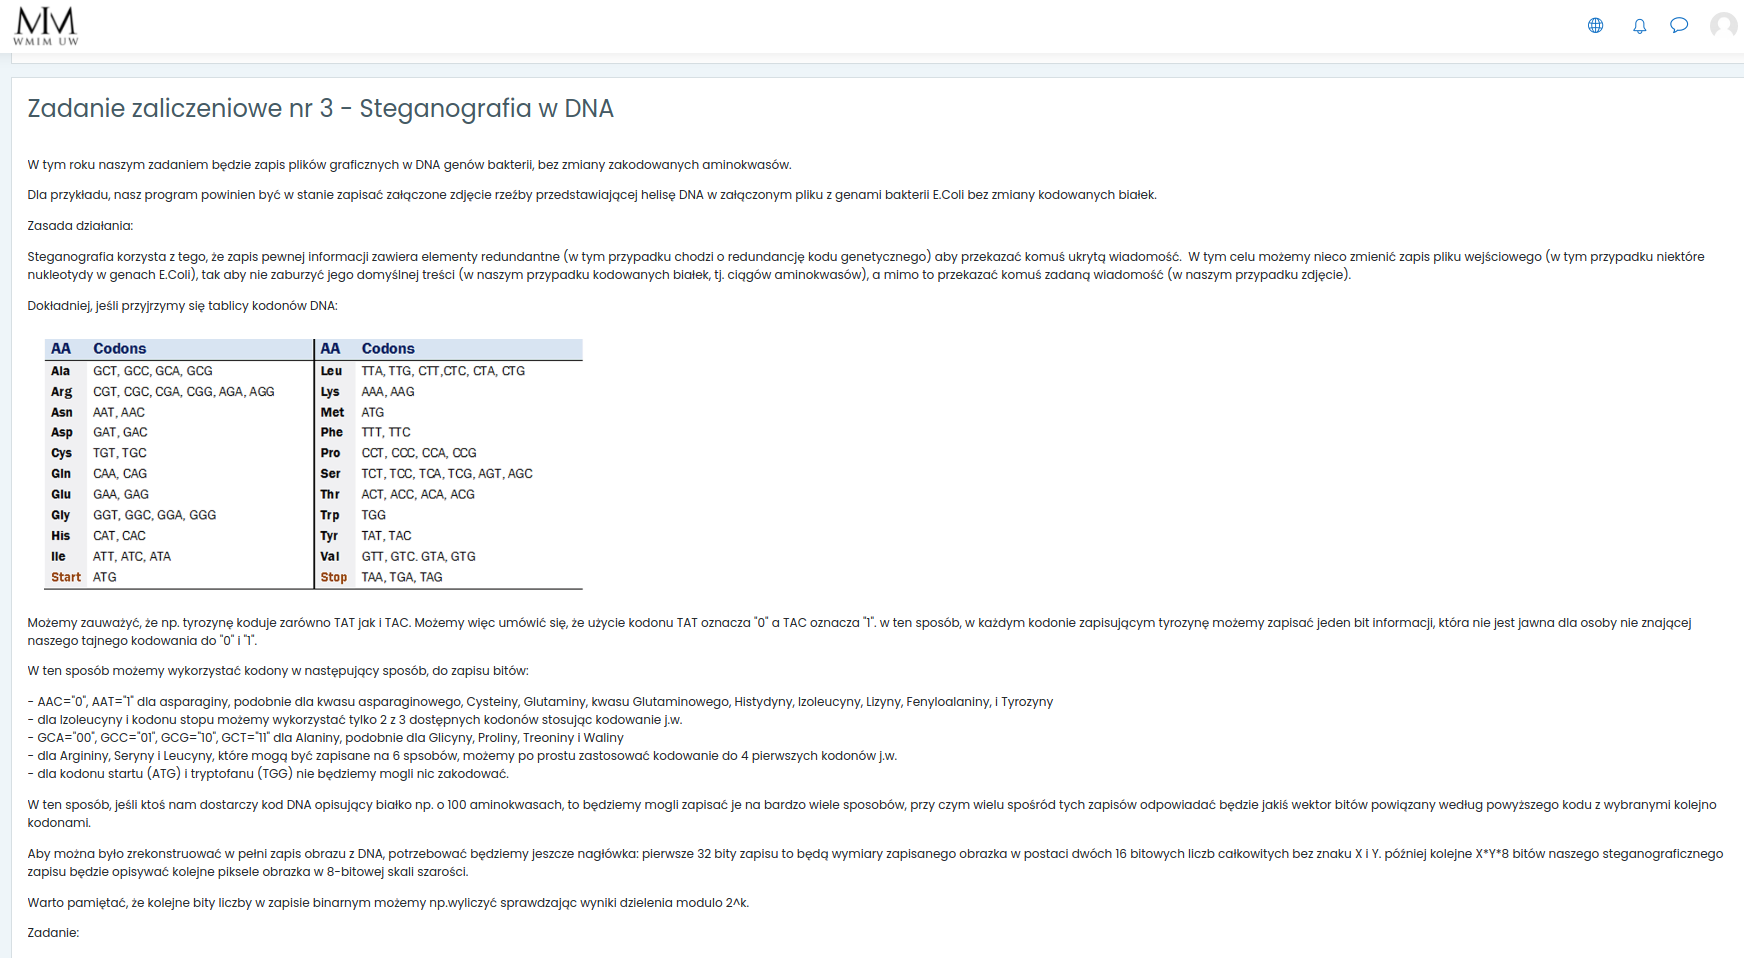 WMIM UW
Zadanie zaliczeniowe nr 3 - Steganografia w DNA
W tym roku naszym zadaniem będzie zapis plików graficznych w DNA genów bakterii, bez zmiany zakodowanych aminokwasów.
Dla przykładu, nasz program powinien być w stanie zapisać załączone zdjęcie rzeźby przedstawiającej helisę DNA w załączonym pliku z genami bakterii E.Coli bez zmiany kodowanych białek.
Zasada działania:
Steganografia korzysta z tego, że zapis pewnej informacji zawiera elementy redundantne (w tym przypadku chodzi o redundancję kodu genetycznego) aby przekazać komuś ukrytą wiadomość. W tym celu możemy nieco zmienić zapis pliku wejściowego (w tym przypadku niektóre
nukleotydy w genach E.Coli), tak aby nie zaburzyć jego domyślnej treści (w naszym przypadku kodowanych białek, tj. ciągów aminokwasów), a mimo to przekazać komuś zadaną wiadomość (w naszym przypadku zdjęcie).
Dokładniej, jeśli przyjrzymy się tablicy kodonów DNA:
AA Codons AA Codons
Ala GCT, GCC, GCA, GCG Leu TTA, TTG, CTT,CTC, CTA, CTG
Arg CGT, CGC, CGA, CGG, AGA, AGG Lys AAA, AAG
Asn AAT, AAC Met ATG
Asp GAT, GAC Phe TTT, TTC
Cys TGT, TGC Pro CCT, CCC, CCA, CCG
Gln CAA, CAG Ser TCT, TCC, TCA, TCG, AGT, AGC
Glu GAA, GAG Thr ACT, ACC, ACA, ACG
Gly GGT, GGC, GGA, GGG Trp TGG
His CAT, CAC Tyr TAT, TAC
Ile ATT, ATC, ATA Val GTT, GTC. GTA, GTG
Start ATG Stop TAA, TGA, TAG
Możemy zauważyć, że np. tyrozynę koduje zarówno TAT jak i TAC. Możemy więc umówić się, że użycie kodonu TAT oznacza "0" a TAC oznacza "1". w ten sposób, w każdym kodonie zapisującym tyrozynę możemy zapisać jeden bit informacji, która nie jest jawna dla osoby nie znającej
naszego tajnego kodowania do "0" i "1".
W ten sposób możemy wykorzystać kodony w następujący sposób, do zapisu bitów:
- AAC="0", AAT="1" dla asparaginy, podobnie dla kwasu asparaginowego, Cysteiny, Glutaminy, kwasu Glutaminowego, Histydyny, Izoleucyny, Lizyny, Fenyloalaniny, i Tyrozyny
- dla Izoleucyny i kodonu stopu możemy wykorzystać tylko 2 z 3 dostępnych kodonów stosując kodowanie j.w.
- GCA="00", GCC="01", GCG="10", GCT="11" dla Alaniny, podobnie dla Glicyny, Proliny, Treoniny i Waliny
- dla Argininy, Seryny i Leucyny, które mogą być zapisane na 6 spsobów, możemy po prostu zastosować kodowanie do 4 pierwszych kodonów j.w.
- dla kodonu startu (ATG) i tryptofanu (TGG) nie będziemy mogli nic zakodować.
W ten sposób, jeśli ktoś nam dostarczy kod DNA opisujący białko np. o 100 aminokwasach, to będziemy mogli zapisać je na bardzo wiele sposobów, przy czym wielu spośród tych zapisów odpowiadać będzie jakiś wektor bitów powiązany według powyższego kodu z wybranymi kolejno
kodonami.
Aby można było zrekonstruować w pełni zapis obrazu z DNA, potrzebować będziemy jeszcze nagłówka: pierwsze 32 bity zapisu to będą wymiary zapisanego obrazka w postaci dwóch 16 bitowych liczb całkowitych bez znaku X i Y. później kolejne X*Y*8 bitów naszego steganograficznego
zapisu będzie opisywać kolejne piksele obrazka w 8-bitowej skali szarości.
Warto pamiętać, że kolejne bity liczby w zapisie binarnym możemy np.wyliczyć sprawdzając wyniki dzielenia modulo 2^k.
Zadanie: